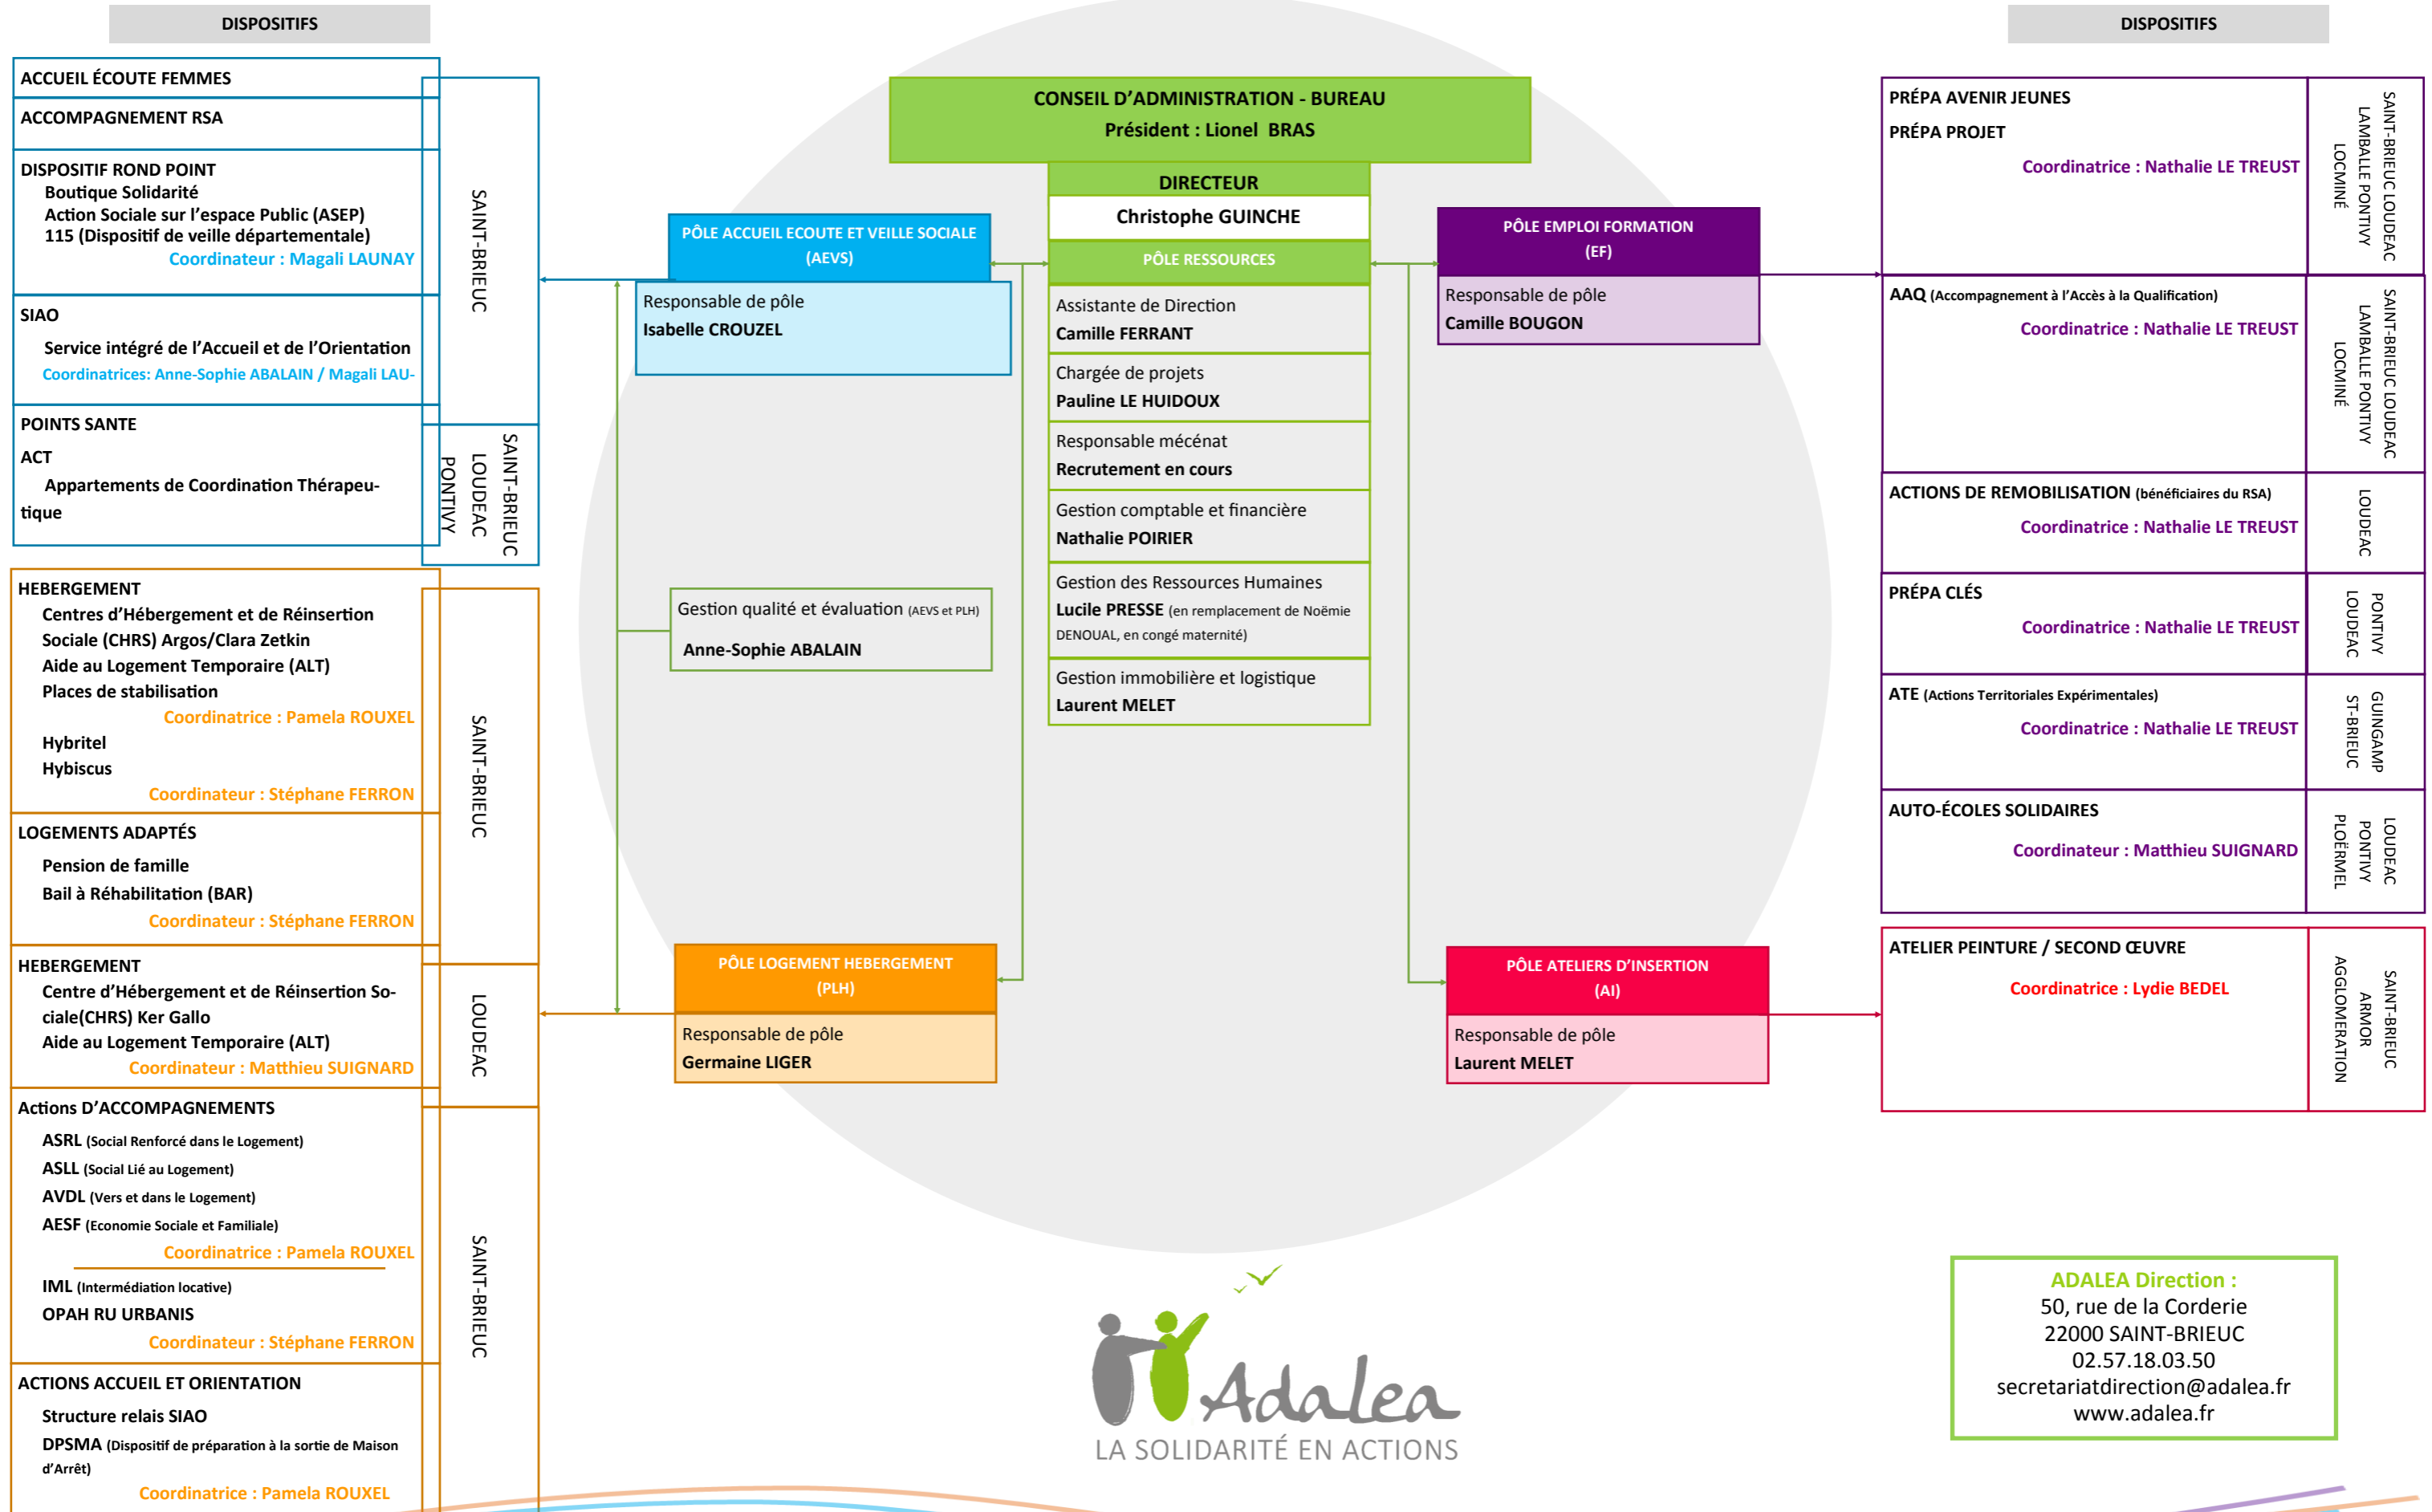 DISPOSITIFS
ACCUEIL ÉCOUTE FEMMES
ACCOMPAGNEMENT RSA
DISPOSITIF ROND POINT
Boutique Solidarité
Action Sociale sur l'espace Public (ASEP)
115 (Dispositif de veille départementale)
Coordinateur : Magali LAUNAY
SIAO
Service intégré de l'Accueil et de l'Orientation
Coordinatrices: Anne-Sophie ABALAIN / Magali LAU-
SAINT-BRIEUC
POINTS SANTE
ACT
Appartements de Coordination Thérapeu-
tique
SAINT-BRIEUC
LOUDEAC
PONTIVY
HEBERGEMENT
Centres d'Hébergement et de Réinsertion
Sociale (CHRS) Argos/Clara Zetkin
Aide au Logement Temporaire (ALT)
Places de stabilisation
Coordinatrice : Pamela ROUXEL
Hybritel
Hybiscus
Coordinateur : Stéphane FERRON
LOGEMENTS ADAPTÉS
Pension de famille
Bail à Réhabilitation (BAR)
Coordinateur : Stéphane FERRON
SAINT-BRIEUC
HEBERGEMENT
Centre d'Hébergement et de Réinsertion So-
ciale(CHRS) Ker Gallo
Aide au Logement Temporaire (ALT)
Coordinateur : Matthieu SUIGNARD
LOUDEAC
Actions D'ACCOMPAGNEMENTS
ASRL (Social Renforcé dans le Logement)
ASLL (Social Lié au Logement)
AVDL (Vers et dans le Logement)
AESF (Economie Sociale et Familiale)
Coordinatrice : Pamela ROUXEL
IML (Intermédiation locative)
OPAH RU URBANIS
Coordinateur : Stéphane FERRON
ACTIONS ACCUEIL ET ORIENTATION
Structure relais SIAO
DPSMA (Dispositif de préparation à la sortie de Maison
d'Arrêt)
Coordinatrice : Pamela ROUXEL
SAINT-BRIEUC
CONSEIL D'ADMINISTRATION - BUREAU
Président : Lionel BRAS
DIRECTEUR
Christophe GUINCHE
PÔLE RESSOURCES
Assistante de Direction
Camille FERRANT
Chargée de projets
Pauline LE HUIDOUX
Responsable mécénat
Recrutement en cours
Gestion comptable et financière
Nathalie POIRIER
Gestion des Ressources Humaines
Lucile PRESSE (en remplacement de Noëmie
DENOUAL, en congé maternité)
Gestion immobilière et logistique
Laurent MELET
PÔLE ACCUEIL ECOUTE ET VEILLE SOCIALE
(AEVS)
Responsable de pôle
Isabelle CROUZEL
Gestion qualité et évaluation (AEVS et PLH)
Anne-Sophie ABALAIN
PÔLE LOGEMENT HEBERGEMENT
(PLH)
Responsable de pôle
Germaine LIGER
PÔLE EMPLOI FORMATION
(EF)
Responsable de pôle
Camille BOUGON
PÔLE ATELIERS D'INSERTION
(AI)
Responsable de pôle
Laurent MELET
DISPOSITIFS
PRÉPA AVENIR JEUNES
PRÉPA PROJET
Coordinatrice : Nathalie LE TREUST
SAINT-BRIEUC LOUDEAC
LAMBALLE PONTIVY
LOCMINÉ
AAQ (Accompagnement à l'Accès à la Qualification)
Coordinatrice : Nathalie LE TREUST
SAINT-BRIEUC LOUDEAC
LAMBALLE PONTIVY
LOCMINÉ
ACTIONS DE REMOBILISATION (bénéficiaires du RSA)
Coordinatrice : Nathalie LE TREUST
LOUDEAC
PRÉPA CLÉS
Coordinatrice : Nathalie LE TREUST
PONTIVY
LOUDEAC
ATE (Actions Territoriales Expérimentales)
Coordinatrice : Nathalie LE TREUST
GUINGAMP
ST-BRIEUC
AUTO-ÉCOLES SOLIDAIRES
Coordinateur : Matthieu SUIGNARD
LOUDEAC
PONTIVY
PLOËRMEL
ATELIER PEINTURE / SECOND ŒUVRE
Coordinatrice : Lydie BEDEL
SAINT-BRIEUC
ARMOR
AGGLOMERATION
Adalea
LA SOLIDARITÉ EN ACTIONS
ADALEA Direction :
50, rue de la Corderie
22000 SAINT-BRIEUC
02.57.18.03.50
secretariatdirection@adalea.fr
www.adalea.fr